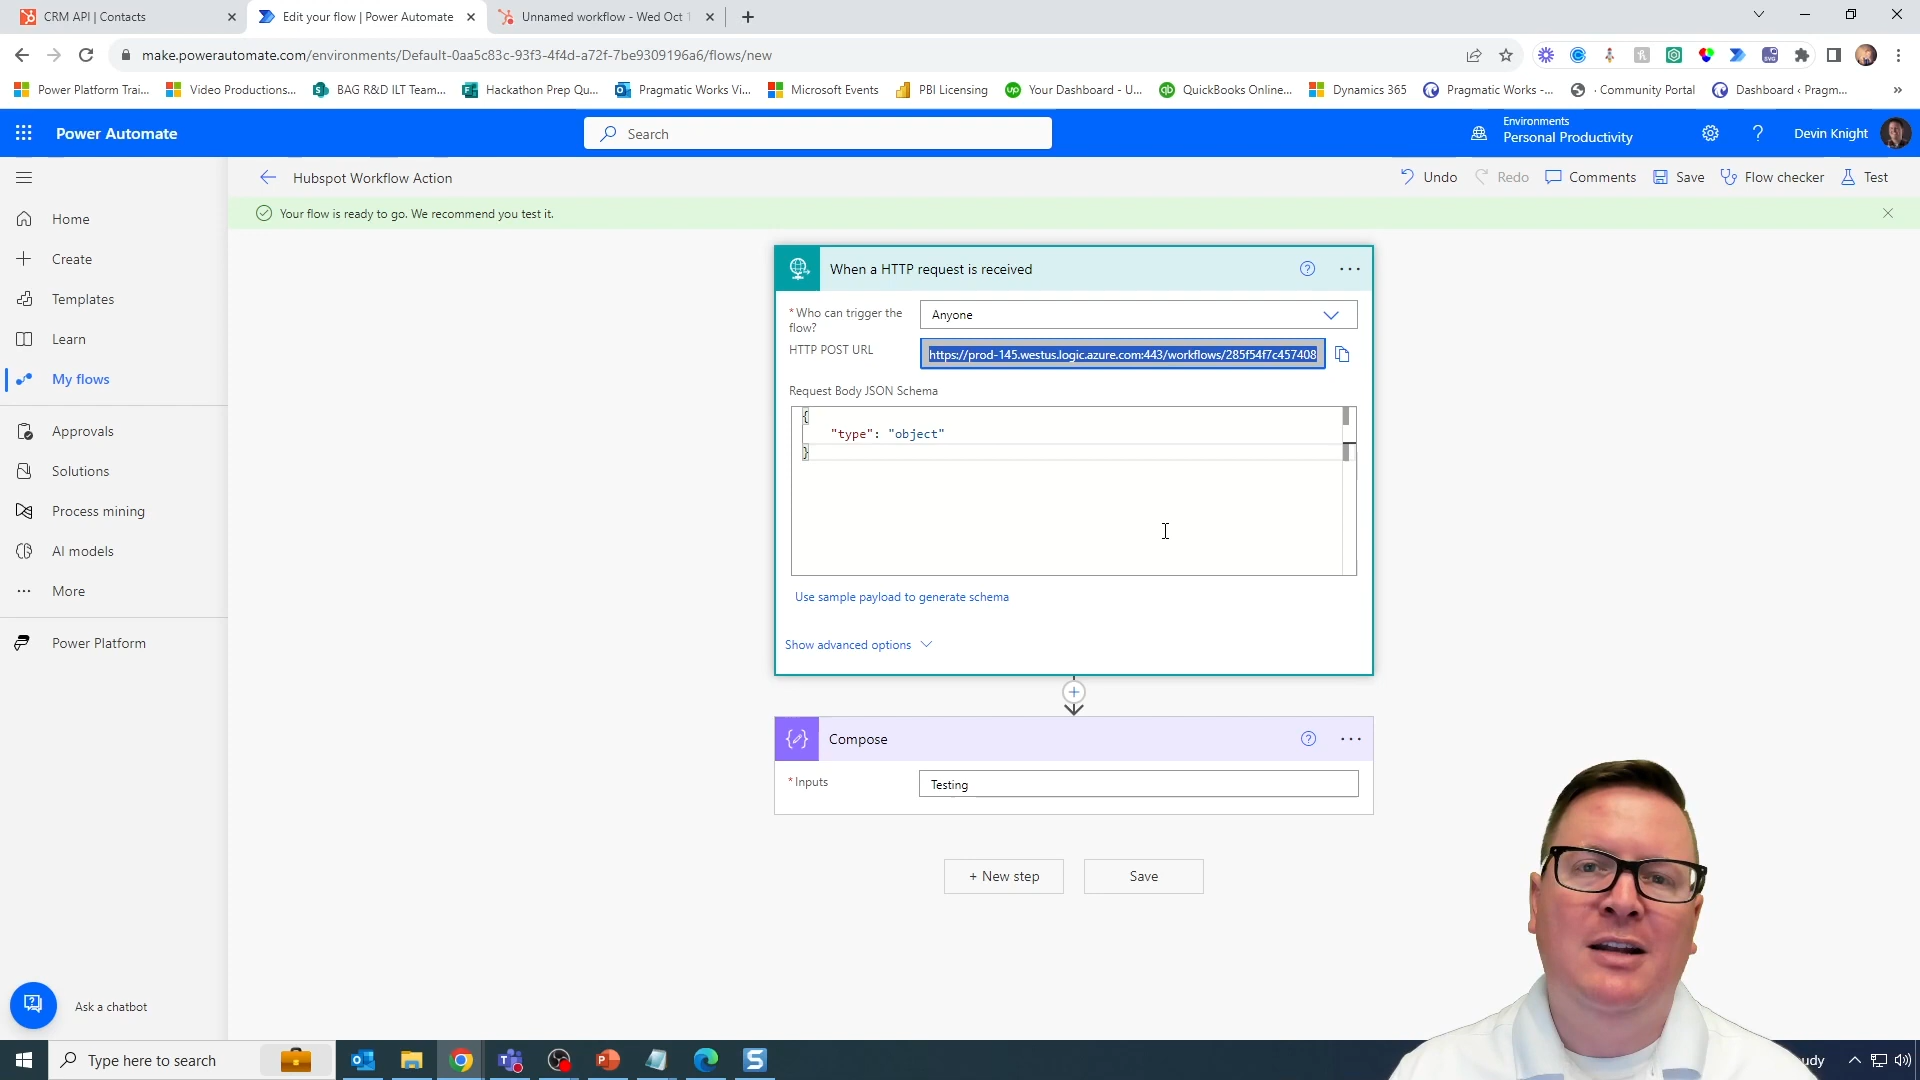 CRM API | Contacts
Edit your flow | Power Automate
Unnamed workflow - Wed Oct 1
make.powerautomate.com/environments/Default-0aa5c83c-93f3-4f4d-a72f-7be9309196a6/flows/new
Power Platform Trai...
Video Productions...
BAG R&D ILT Team...
Hackathon Prep Qu...
Pragmatic Works Vi...
Microsoft Events
PBI Licensing
Your Dashboard - U...
QuickBooks Online...
Dynamics 365
Pragmatic Works -...
· Community Portal
Dashboard ‹ Pragm...
»
Power Automate
Search
Environments
Personal Productivity
Devin Knight
Hubspot Workflow Action
Undo
Redo
Comments
Save
Flow checker
Test
Your flow is ready to go. We recommend you test it.
Home
Create
Templates
Learn
My flows
Approvals
Solutions
Process mining
AI models
More
Power Platform
Ask a chatbot
When a HTTP request is received
*Who can trigger the
flow?
Anyone
HTTP POST URL
https://prod-145.westus.logic.azure.com:443/workflows/285f54f7c457408
Request Body JSON Schema
{
"type": "object"
}
Use sample payload to generate schema
Show advanced options
Compose
*Inputs
Testing
+ New step
Save
Type here to search